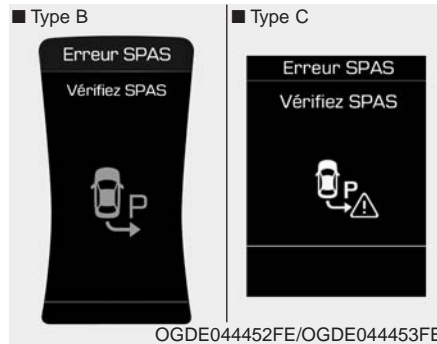 ■ Type B
Erreur SPAS
Vérifiez SPAS
P
■ Type C
Erreur SPAS
Vérifiez SPAS
P
OGDE044452FE/OGDE044453FE